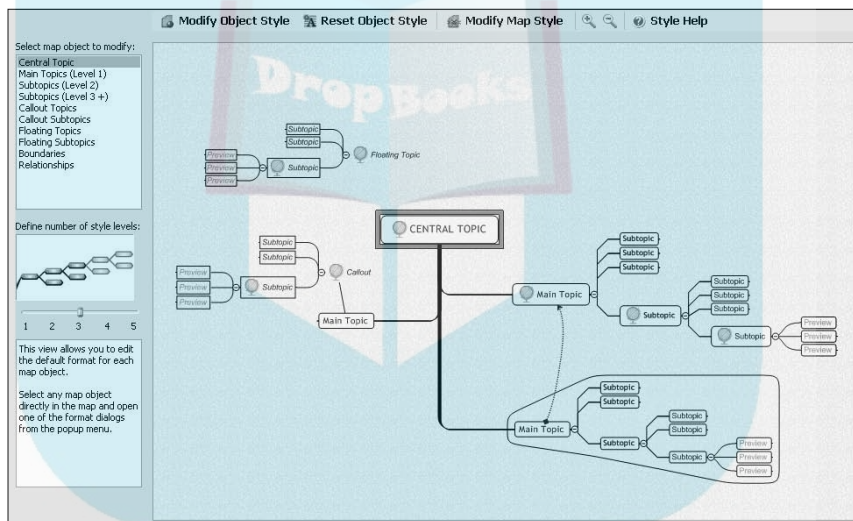 Modify Object Style Reset Object Style Modify Map Style Style Help
Select map object to modify:
Central Topic
Main Topics (Level 1)
Subtopics (Level 2)
Subtopics (Level 3 +)
Callout Topics
Callout Subtopics
Floating Topics
Floating Subtopics
Boundaries
Relationships
Define number of style levels:
1 2 3 4 5
This view allows you to edit
the default format for each
map object.
Select any map object
directly in the map and open
one of the format dialogs
from the popup menu.
DropBooks
Subtopic
Subtopic
Floating Topic
Preview
Preview
Subtopic
Preview
CENTRAL TOPIC
Subtopic
Subtopic
Callout
Preview
Preview
Subtopic
Preview
Main Topic
Subtopic
Subtopic
Subtopic
Main Topic
Subtopic
Subtopic
Subtopic
Subtopic
Preview
Subtopic
Preview
Preview
Subtopic
Subtopic
Main Topic
Subtopic
Subtopic
Subtopic
Preview
Subtopic
Preview
Preview